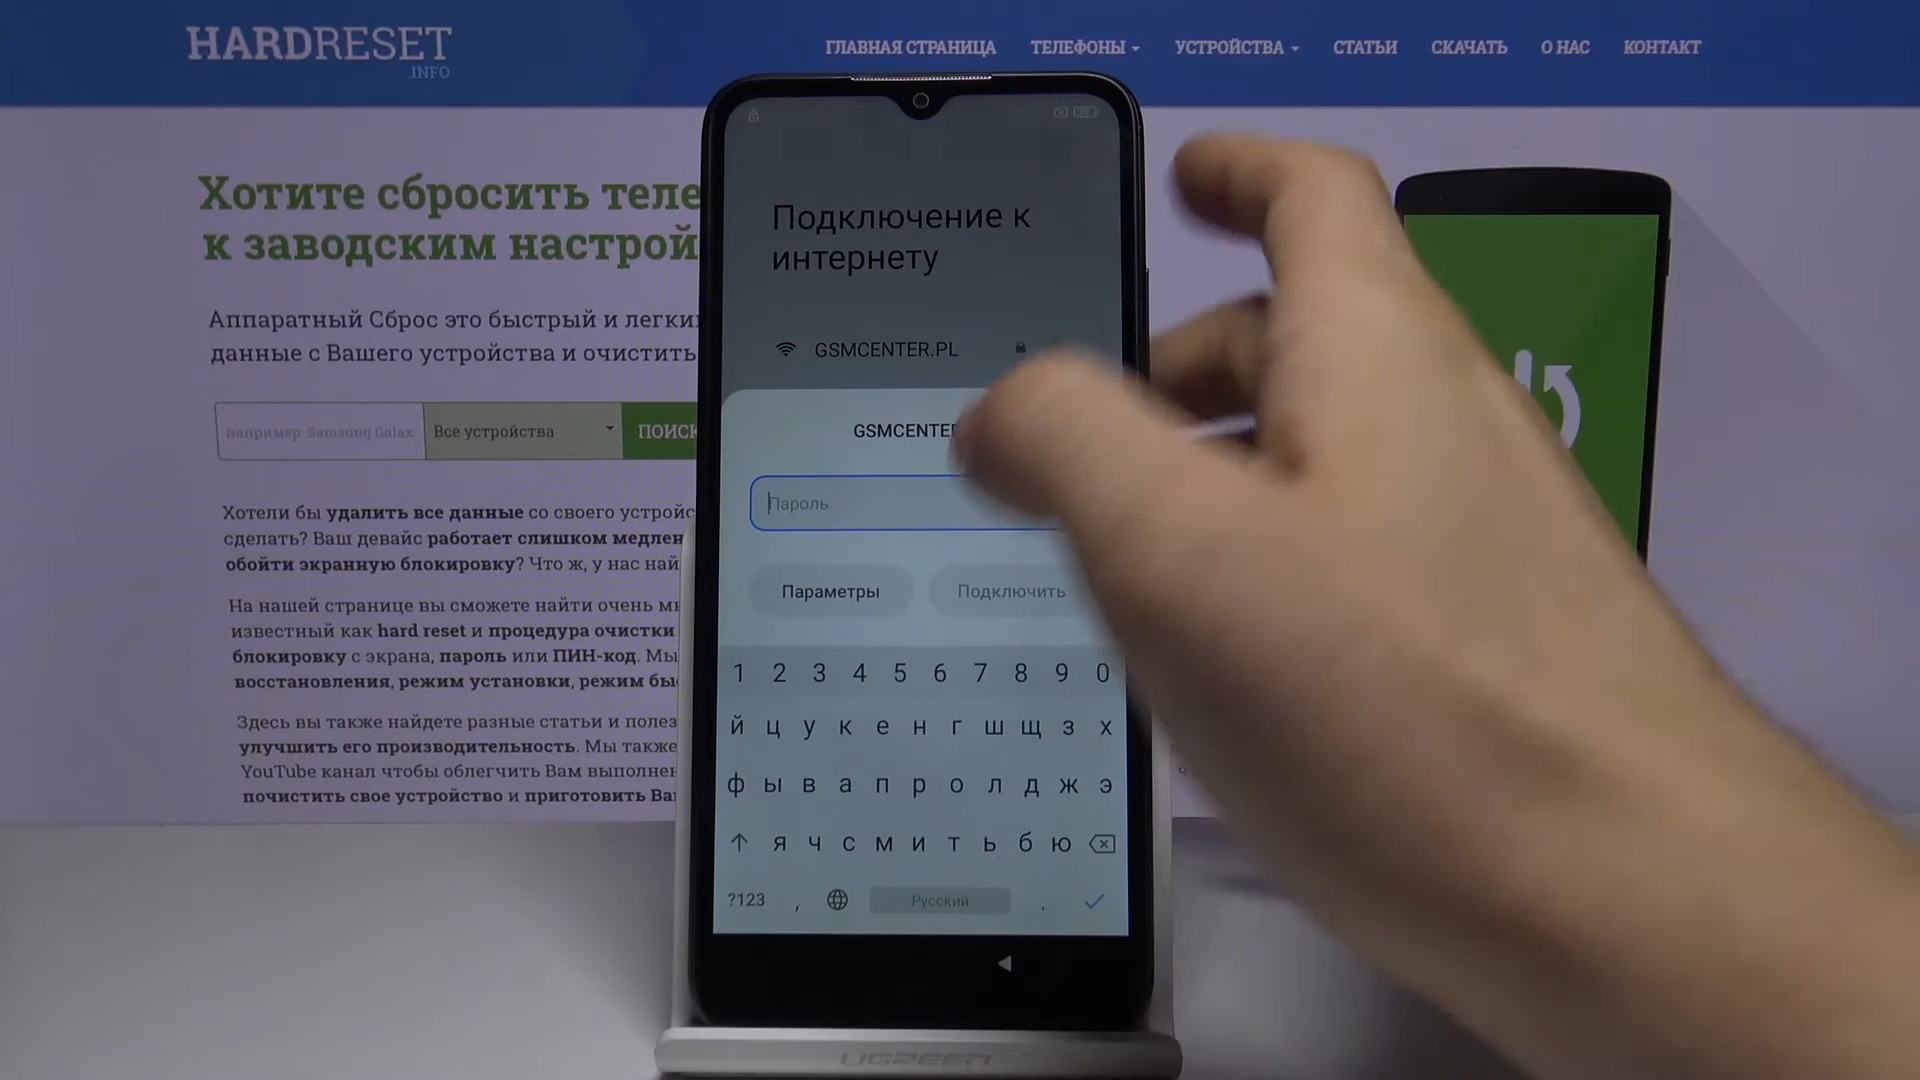 HARDRESET
.INFO
ГЛАВНАЯ СТРАНИЦА
ТЕЛЕФОНЫ
УСТРОЙСТВА
СТАТЬИ
СКАЧАТЬ
О НАС
КОНТАКТ
Хотите сбросить теле
к заводским настрой
Аппаратный Сброс это быстрый и легки
данные с Вашего устройства и очистить
например: Samsung Galax
Все устройства
ПОИСК
Хотели бы удалить все данные со своего устройс
сделать? Ваш девайс работает слишком медлен
обойти экранную блокировку? Что ж, у нас най
На нашей странице вы сможете найти очень мн
известный как hard reset и процедура очистки
блокировку с экрана, пароль или ПИН-код. Мы
восстановления, режим установки, режим бы
Здесь вы также найдете разные статьи и полез
улучшить его производительность. Мы также
YouTube канал чтобы облегчить Вам выполнен
почистить свое устройство и приготовить Ва
Подключение к
интернету
GSMCENTER.PL
GSMCENTER
Пароль
Параметры
Подключить
1 2 3 4 5 6 7 8 9 0
й ц у к е н г ш щ з х
ф ы в а п р о л д ж э
я ч с м и т ь б ю
?123 , Русский .
UGREEN